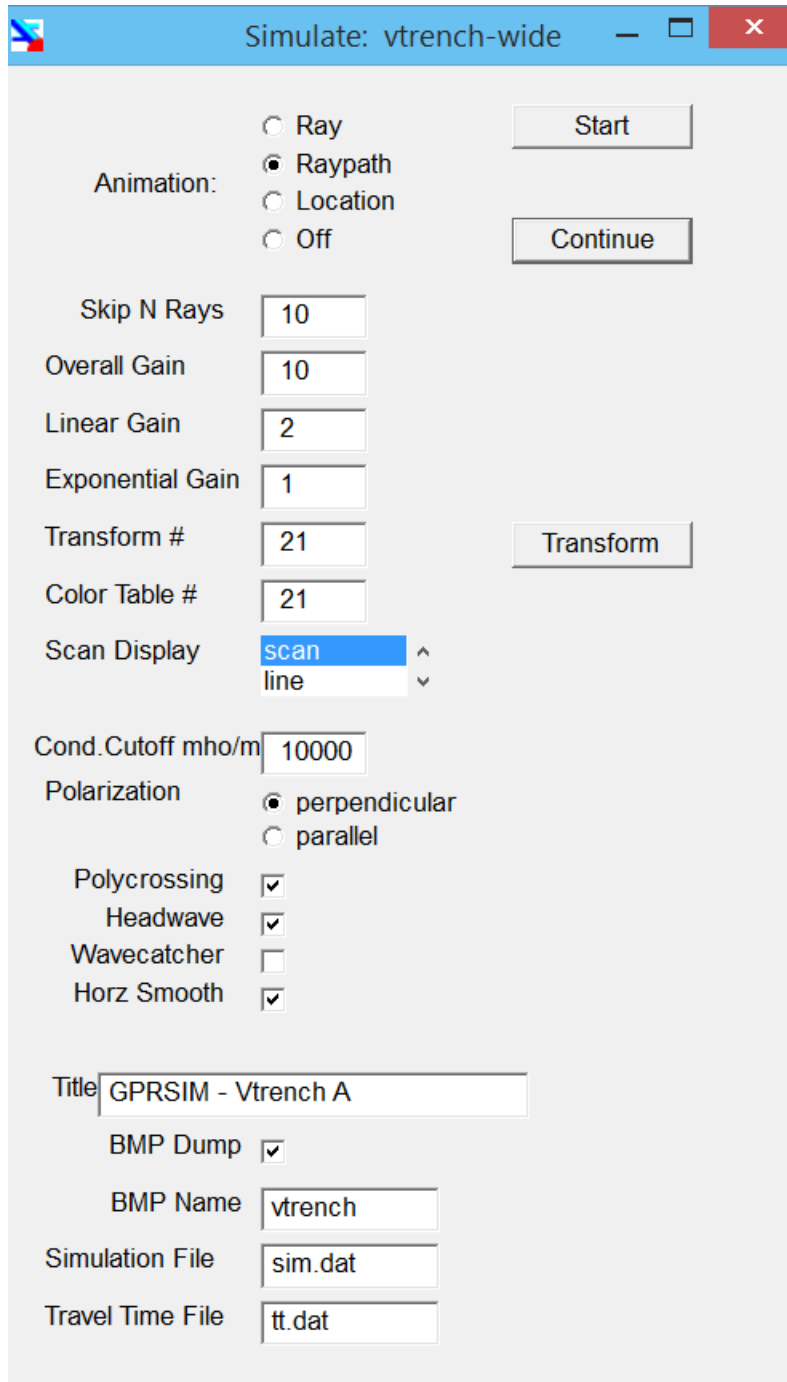 Simulate: vtrench-wide
Animation:
Ray
Raypath
Location
Off
Start
Continue
Skip N Rays 10
Overall Gain 10
Linear Gain 2
Exponential Gain 1
Transform # 21 Transform
Color Table # 21
Scan Display scan
line
Cond.Cutoff mho/m 10000
Polarization perpendicular
parallel
Polycrossing
Headwave
Wavecatcher
Horz Smooth
Title GPRSIM - Vtrench A
BMP Dump
BMP Name vtrench
Simulation File sim.dat
Travel Time File tt.dat